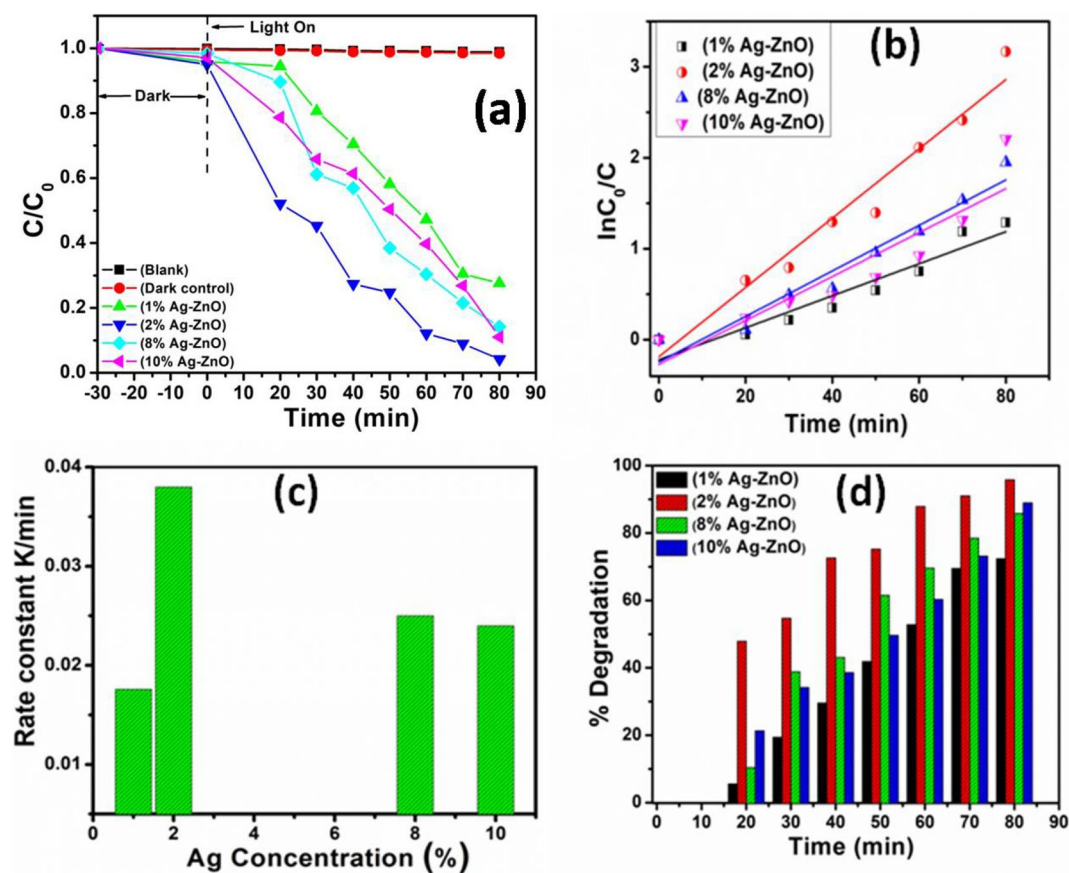 Light On
Dark
(a)
C/C0
1.0
0.8
0.6
0.4
0.2
0.0
(Blank)
(Dark control)
(1% Ag-ZnO)
(2% Ag-ZnO)
(8% Ag-ZnO)
(10% Ag-ZnO)
-30 -20 -10 0 10 20 30 40 50 60 70 80 90
Time (min)
(b)
(1% Ag-ZnO)
(2% Ag-ZnO)
(8% Ag-ZnO)
(10% Ag-ZnO)
lnC0/C
3
2
1
0
0 20 40 60 80
Time (min)
(c)
Rate constant K/min
0.04
0.03
0.02
0.01
0 2 4 6 8 10
Ag Concentration (%)
(d)
(1% Ag-ZnO)
(2% Ag-ZnO)
(8% Ag-ZnO)
(10% Ag-ZnO)
% Degradation
100
80
60
40
20
0
0 10 20 30 40 50 60 70 80 90
Time (min)